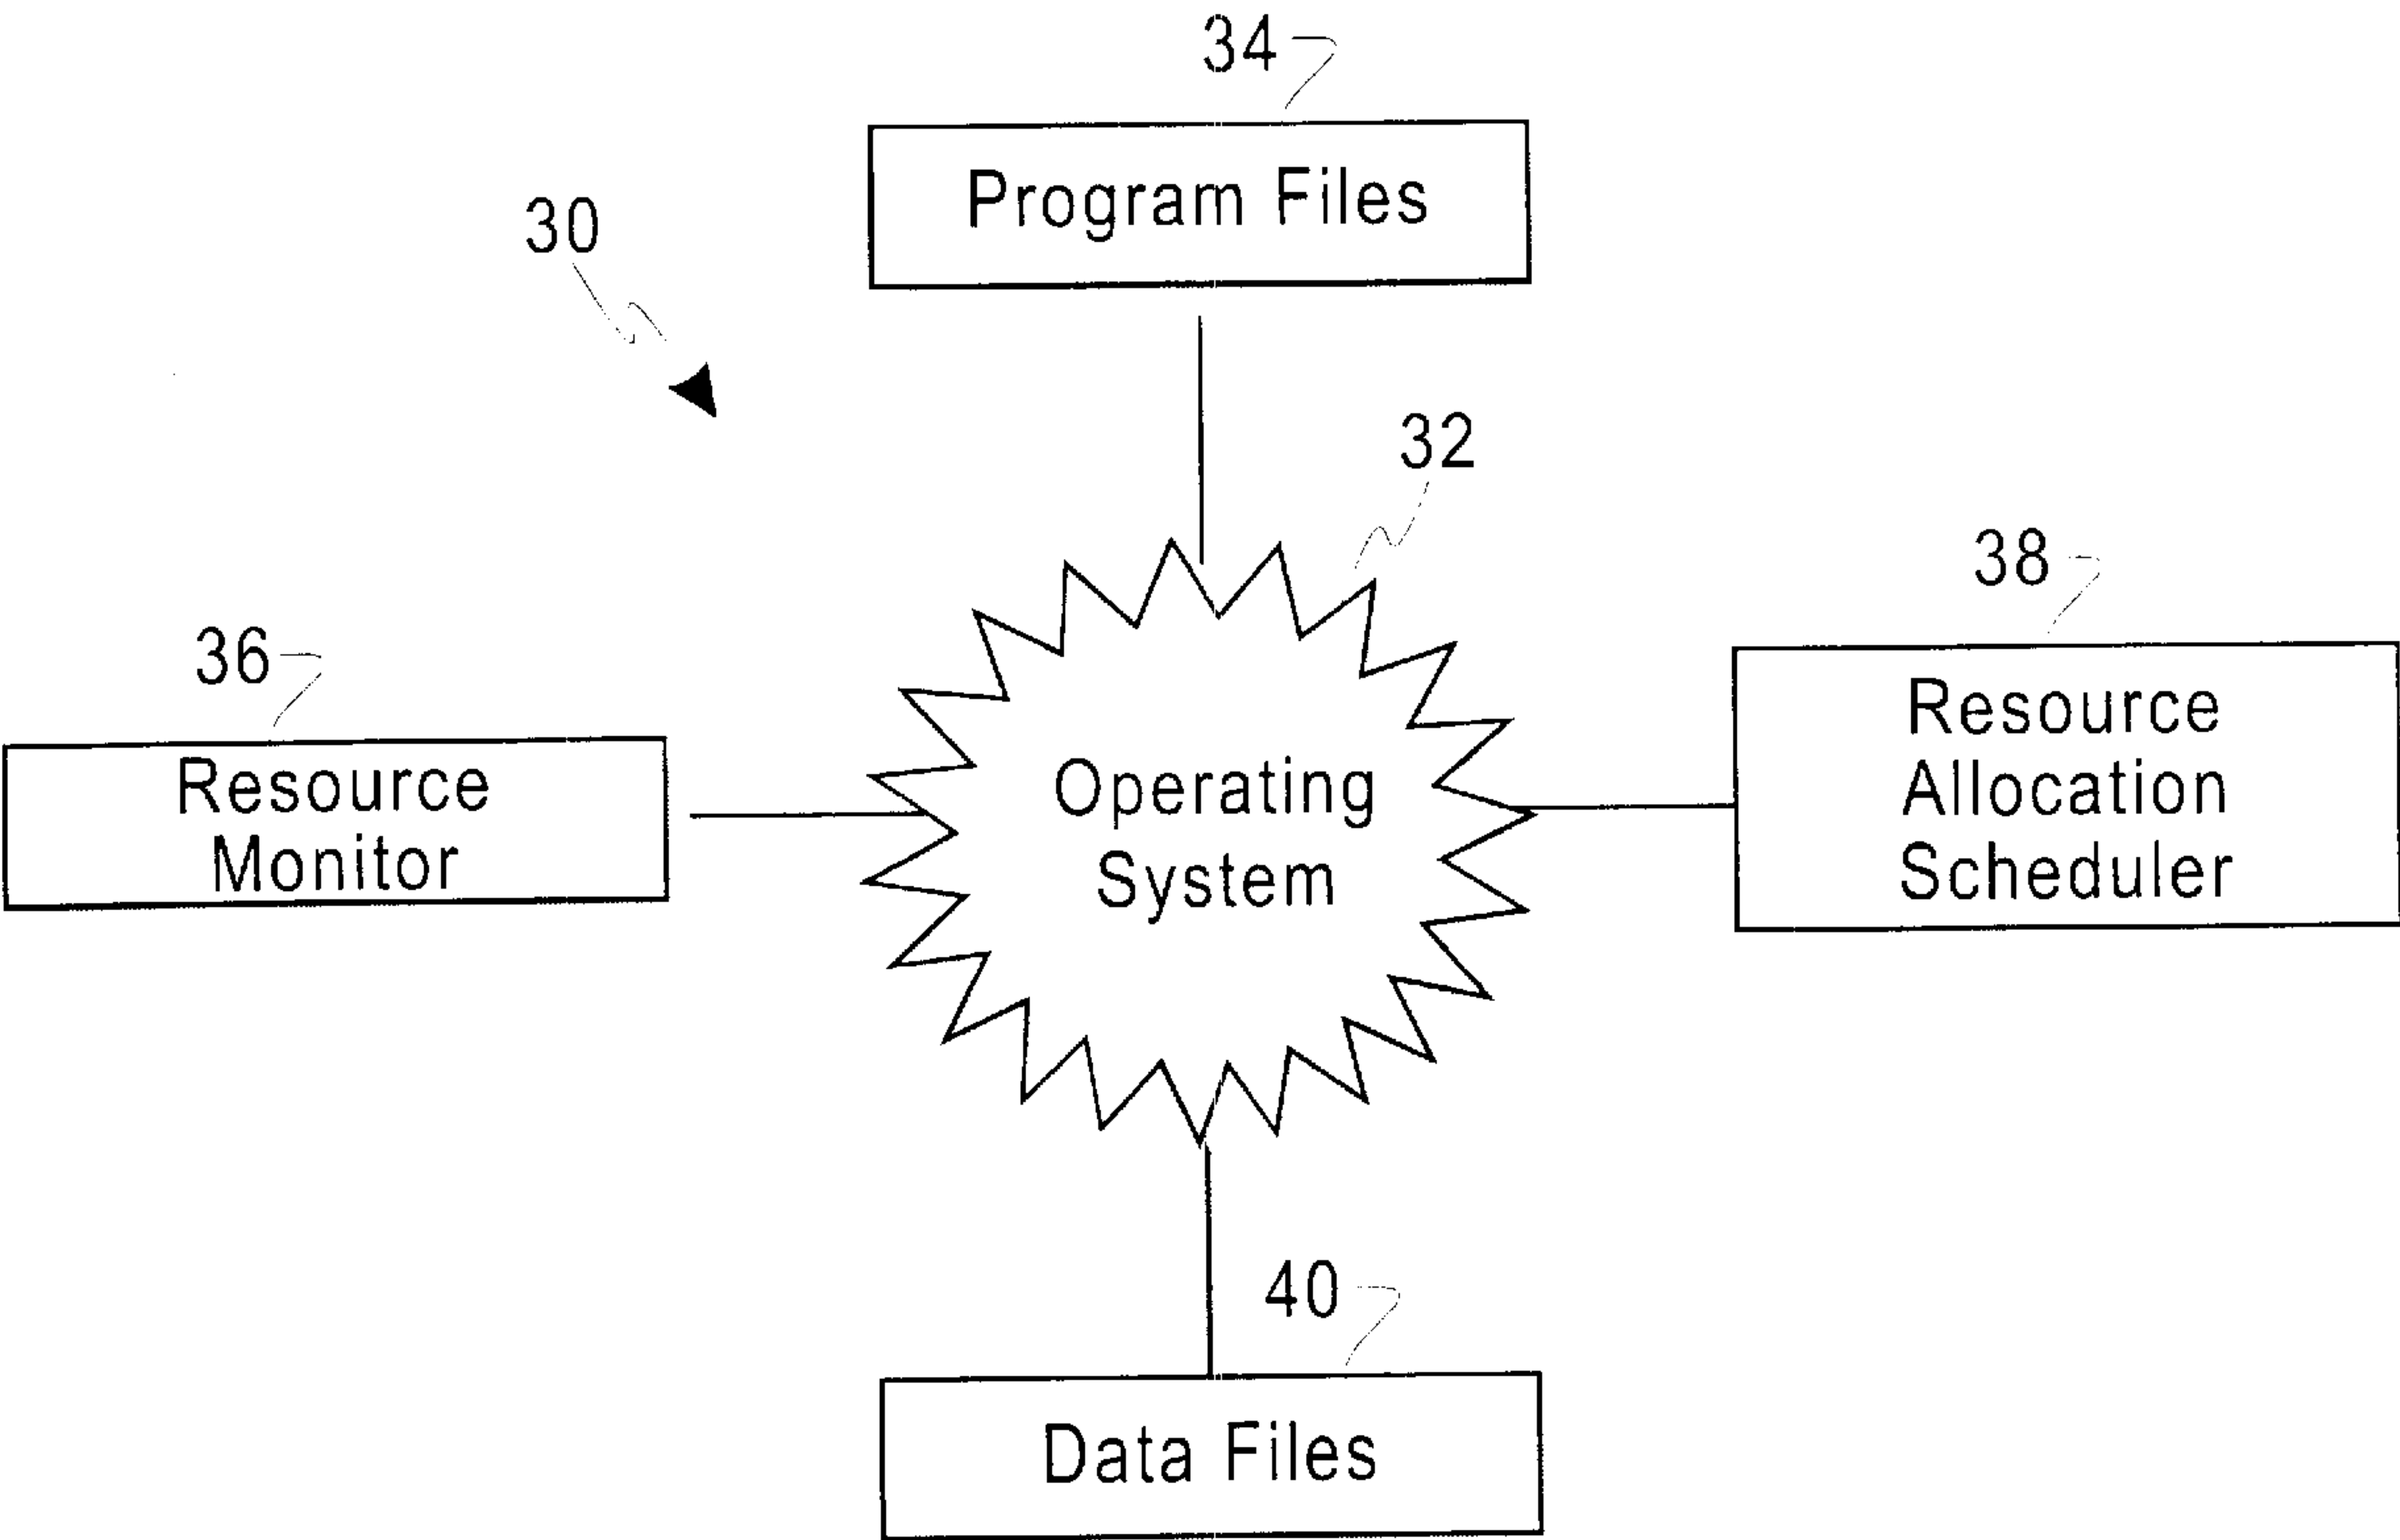 34
Program Files
30
32
38
36
Resource
Monitor
Operating
System
Resource
Allocation
Scheduler
40
Data Files